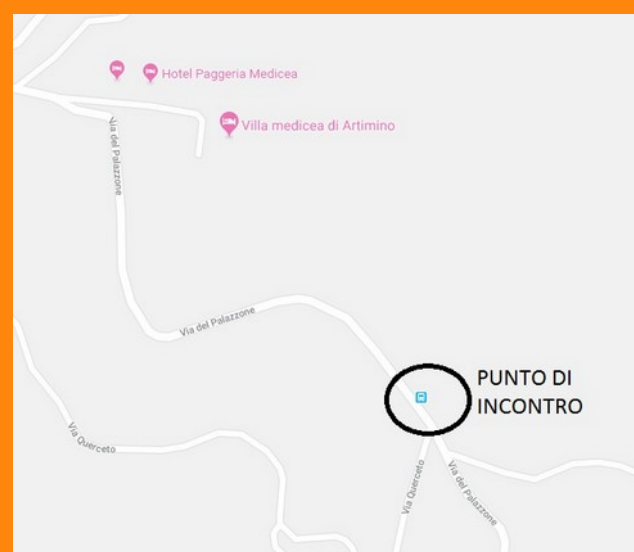 Hotel Paggeria Medicea
Villa medicea di Artimino
Via del Palazzone
Via del Palazzone
PUNTO DI
INCONTRO
Via Querceto
Via Querceto
Via del Palazzone